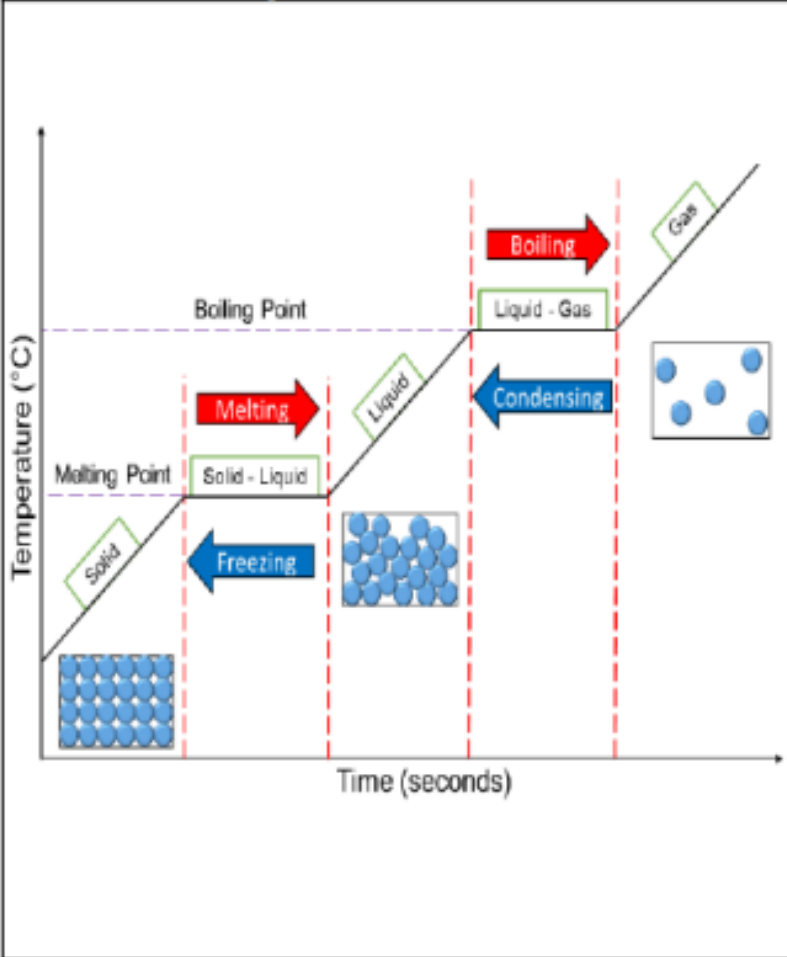 Boiling
Gas
Boiling Point
Liquid - Gas
Condensing
Liquid
Melting
Melting Point
Solid - Liquid
Solid
Freezing
Temperature (°C)
Time (seconds)